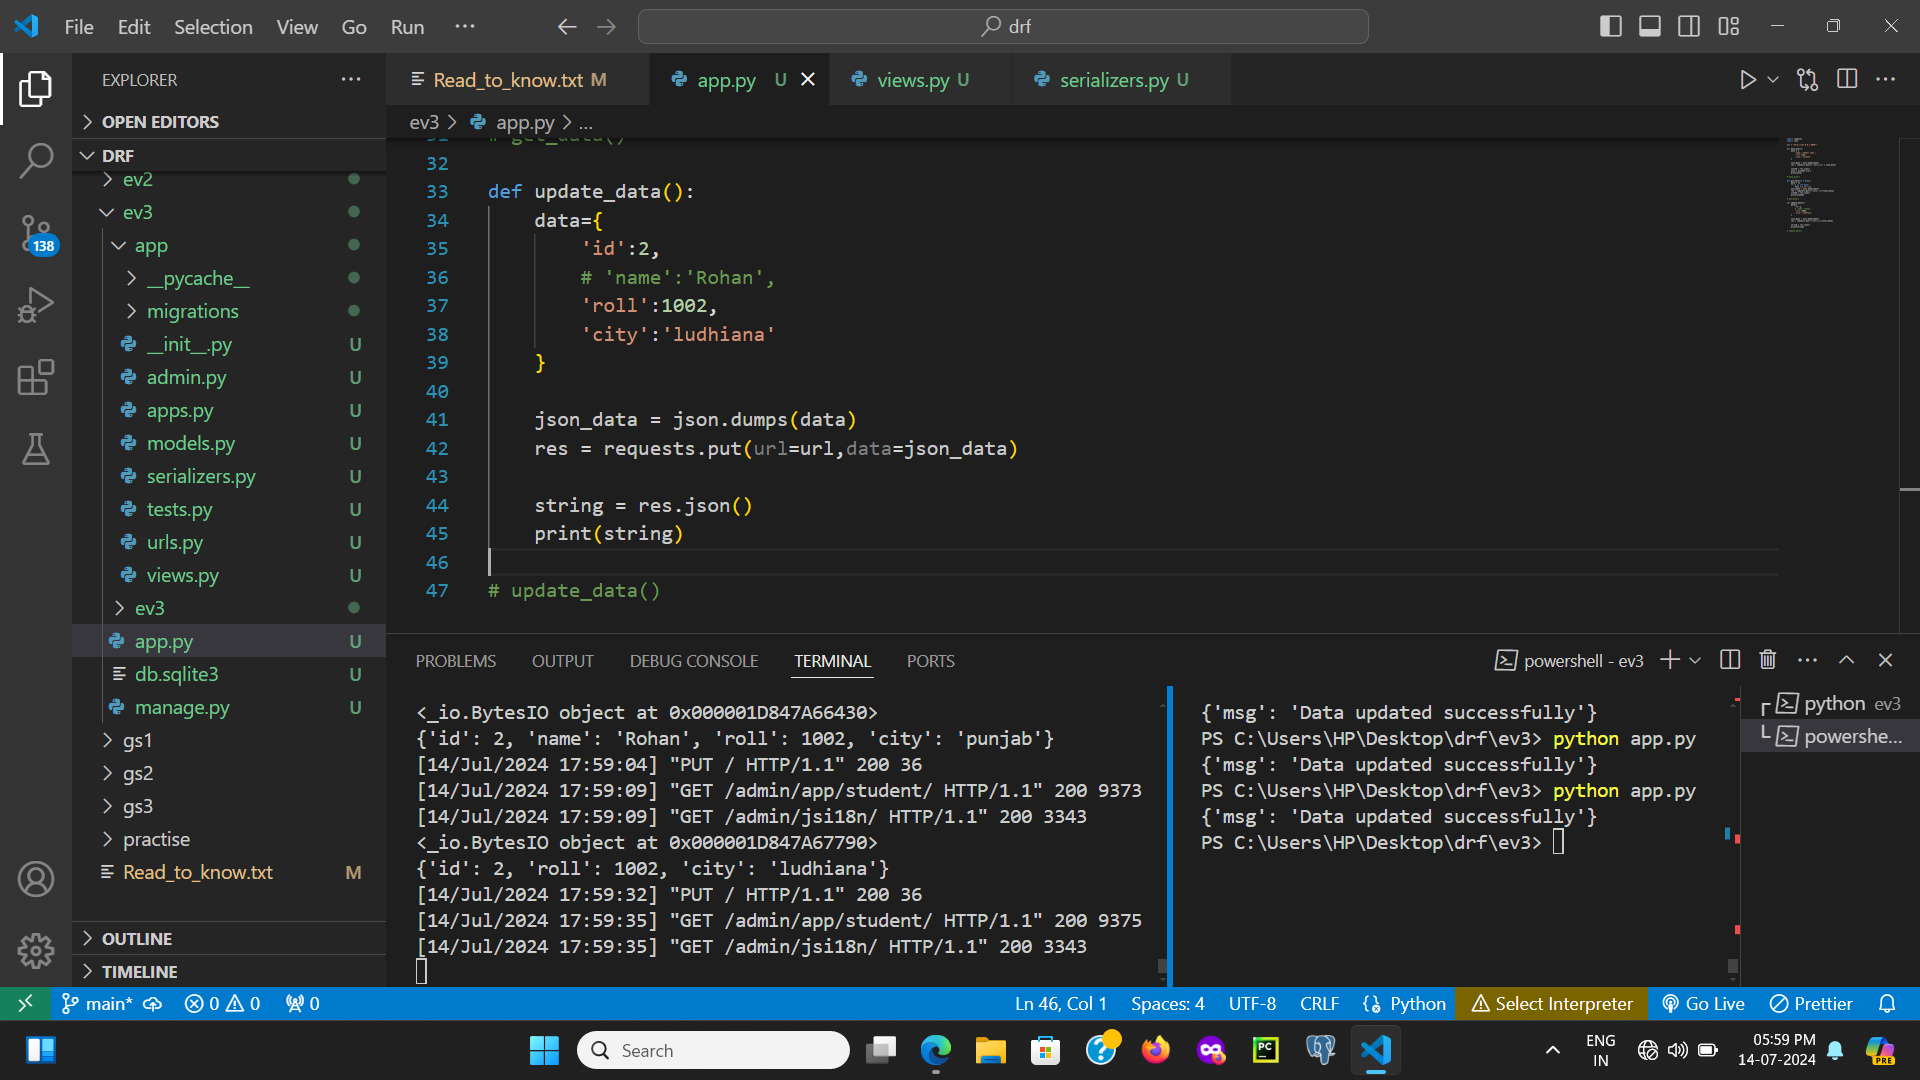 File Edit Selection View Go Run ···
drf
EXPLORER
OPEN EDITORS
DRF
ev2
ev3
app
__pycache__
migrations
__init__.py U
admin.py U
apps.py U
models.py U
serializers.py U
tests.py U
urls.py U
views.py U
ev3
app.py U
db.sqlite3 U
manage.py U
gs1
gs2
gs3
practise
Read_to_know.txt M
OUTLINE
TIMELINE
138
Read_to_know.txt M app.py U views.py U serializers.py U
ev3 > app.py > ...
31 # get_data()
32
33 def update_data():
34 data={
35 'id':2,
36 # 'name':'Rohan',
37 'roll':1002,
38 'city':'ludhiana'
39 }
40
41 json_data = json.dumps(data)
42 res = requests.put(url=url,data=json_data)
43
44 string = res.json()
45 print(string)
46
47 # update_data()
PROBLEMS OUTPUT DEBUG CONSOLE TERMINAL PORTS
powershell - ev3
<_io.BytesIO object at 0x000001D847A66430>
{'id': 2, 'name': 'Rohan', 'roll': 1002, 'city': 'punjab'}
[14/Jul/2024 17:59:04] "PUT / HTTP/1.1" 200 36
[14/Jul/2024 17:59:09] "GET /admin/app/student/ HTTP/1.1" 200 9373
[14/Jul/2024 17:59:09] "GET /admin/jsi18n/ HTTP/1.1" 200 3343
<_io.BytesIO object at 0x000001D847A67790>
{'id': 2, 'roll': 1002, 'city': 'ludhiana'}
[14/Jul/2024 17:59:32] "PUT / HTTP/1.1" 200 36
[14/Jul/2024 17:59:35] "GET /admin/app/student/ HTTP/1.1" 200 9375
[14/Jul/2024 17:59:35] "GET /admin/jsi18n/ HTTP/1.1" 200 3343
{'msg': 'Data updated successfully'}
PS C:\Users\HP\Desktop\drf\ev3> python app.py
{'msg': 'Data updated successfully'}
PS C:\Users\HP\Desktop\drf\ev3> python app.py
{'msg': 'Data updated successfully'}
PS C:\Users\HP\Desktop\drf\ev3>
python ev3
powershe...
main* 0 0 0
Ln 46, Col 1 Spaces: 4 UTF-8 CRLF Python Select Interpreter Go Live Prettier
Search
PC
ENG
IN
05:59 PM
14-07-2024
PRE